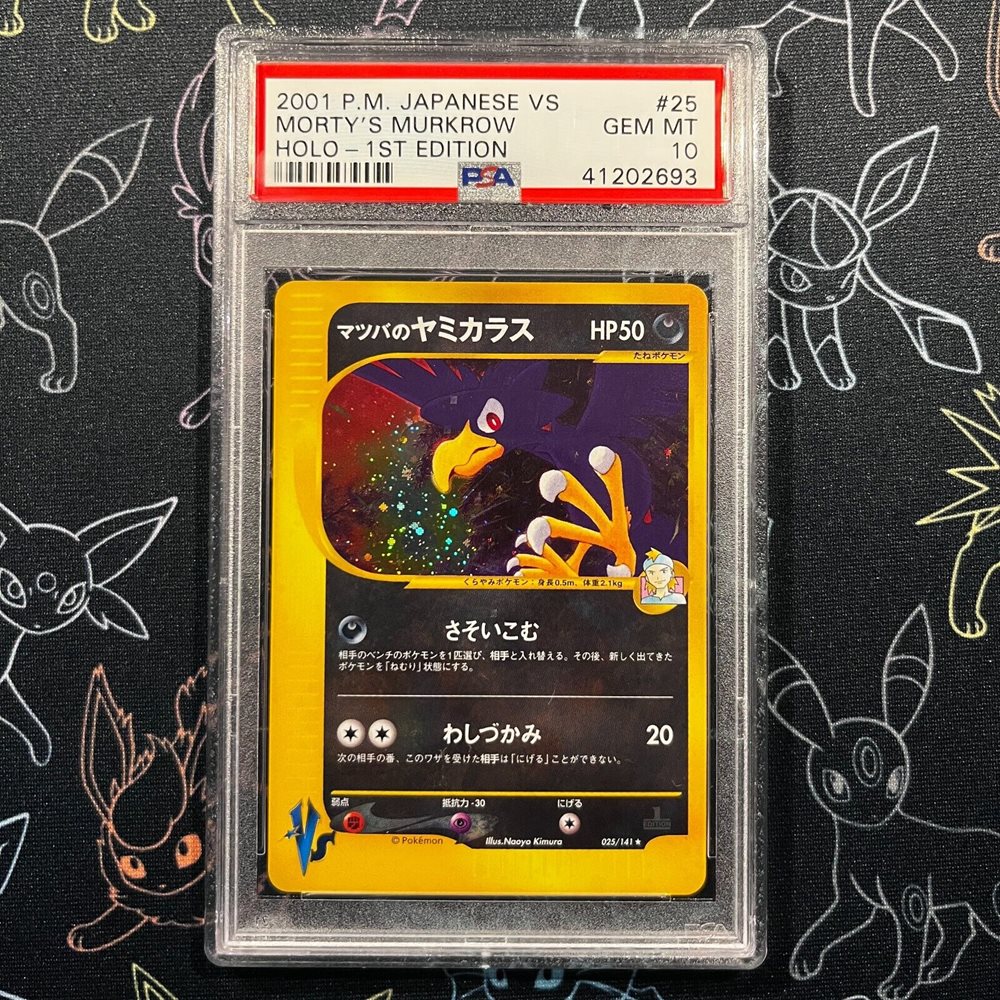 2001 P.M. JAPANESE VS #25
MORTY'S MURKROW GEM MT
HOLO – 1ST EDITION 10
PSA 41202693
マツバのヤミカラス HP50
たねポケモン
くらやみポケモン：身長0.5m、体重2.1kg
さそいこむ
相手のベンチのポケモンを1匹選び、相手と入れ替える。その後、新しく出てきた
ポケモンを「ねむり」状態にする。
わしづかみ 20
次の相手の番、このワザを受けた相手は「にげる」ことができない。
弱点 抵抗力-30 にげる
1 EDITION
© Pokémon Illus.Naoyo Kimura 025/141★
VS
PSA